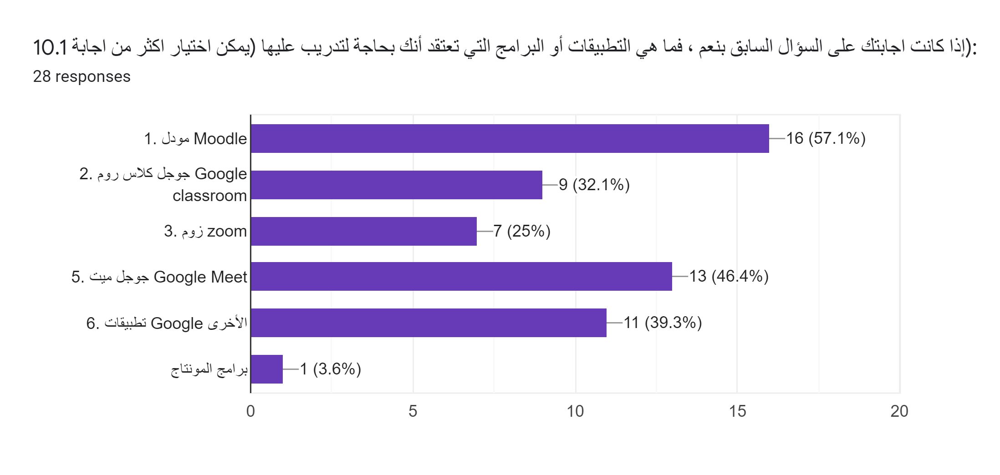 10.1 إذا كانت اجابتك على السؤال السابق بنعم ، فما هي التطبيقات أو البرامج التي تعتقد أنك بحاجة لتدريب عليها (يمكن اختيار اكثر من اجابة):
28 responses
1. مودل Moodle
16 (57.1%)
2. جوجل كلاس روم Google
classroom
9 (32.1%)
3. زوم zoom
7 (25%)
5. جوجل ميت Google Meet
13 (46.4%)
6. تطبيقات Google الأخرى
11 (39.3%)
برامج المونتاج
1 (3.6%)
0 5 10 15 20